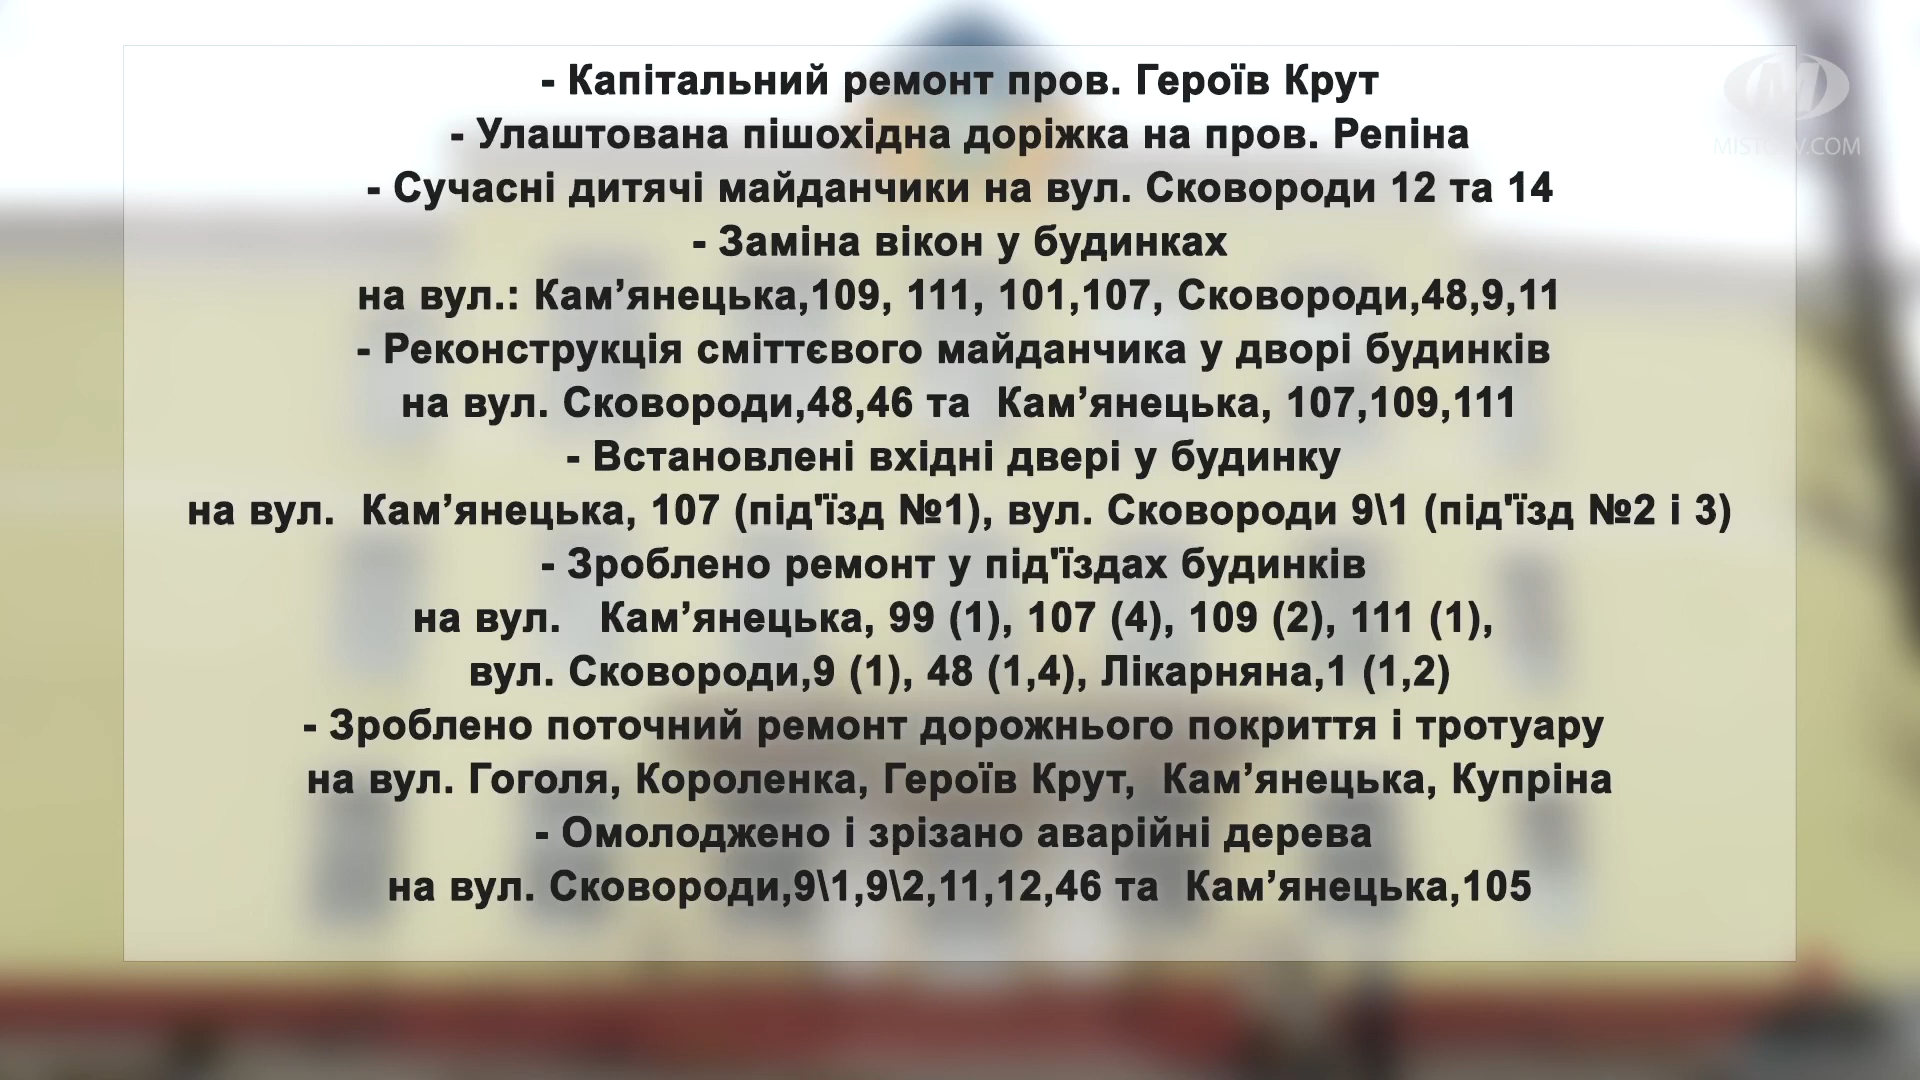 - Капітальний ремонт пров. Героїв Крут
- Улаштована пішохідна доріжка на пров. Репіна
- Сучасні дитячі майданчики на вул. Сковороди 12 та 14
- Заміна вікон у будинках
на вул.: Кам’янецька,109, 111, 101,107, Сковороди,48,9,11
- Реконструкція сміттєвого майданчика у дворі будинків
на вул. Сковороди,48,46 та  Кам’янецька, 107,109,111
- Встановлені вхідні двері у будинку
на вул.  Кам’янецька, 107 (під'їзд №1), вул. Сковороди 9\1 (під'їзд №2 і 3)
- Зроблено ремонт у під'їздах будинків
на вул.   Кам’янецька, 99 (1), 107 (4), 109 (2), 111 (1),
вул. Сковороди,9 (1), 48 (1,4), Лікарняна,1 (1,2)
- Зроблено поточний ремонт дорожнього покриття і тротуару
на вул. Гоголя, Короленка, Героїв Крут,  Кам’янецька, Купріна
- Омолоджено і зрізано аварійні дерева
на вул. Сковороди,9\1,9\2,11,12,46 та  Кам’янецька,105